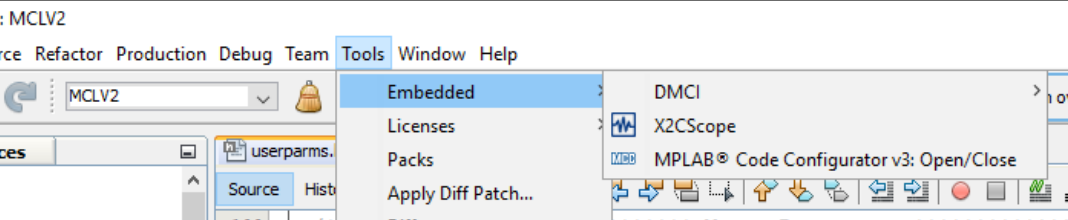 : MCLV2
rce Refactor Production Debug Team Tools Window Help
MCLV2
Embedded
DMCI
Licenses
X2CScope
Packs
MPLAB® Code Configurator v3: Open/Close
Apply Diff Patch...
ces
userparms.
Source Hist